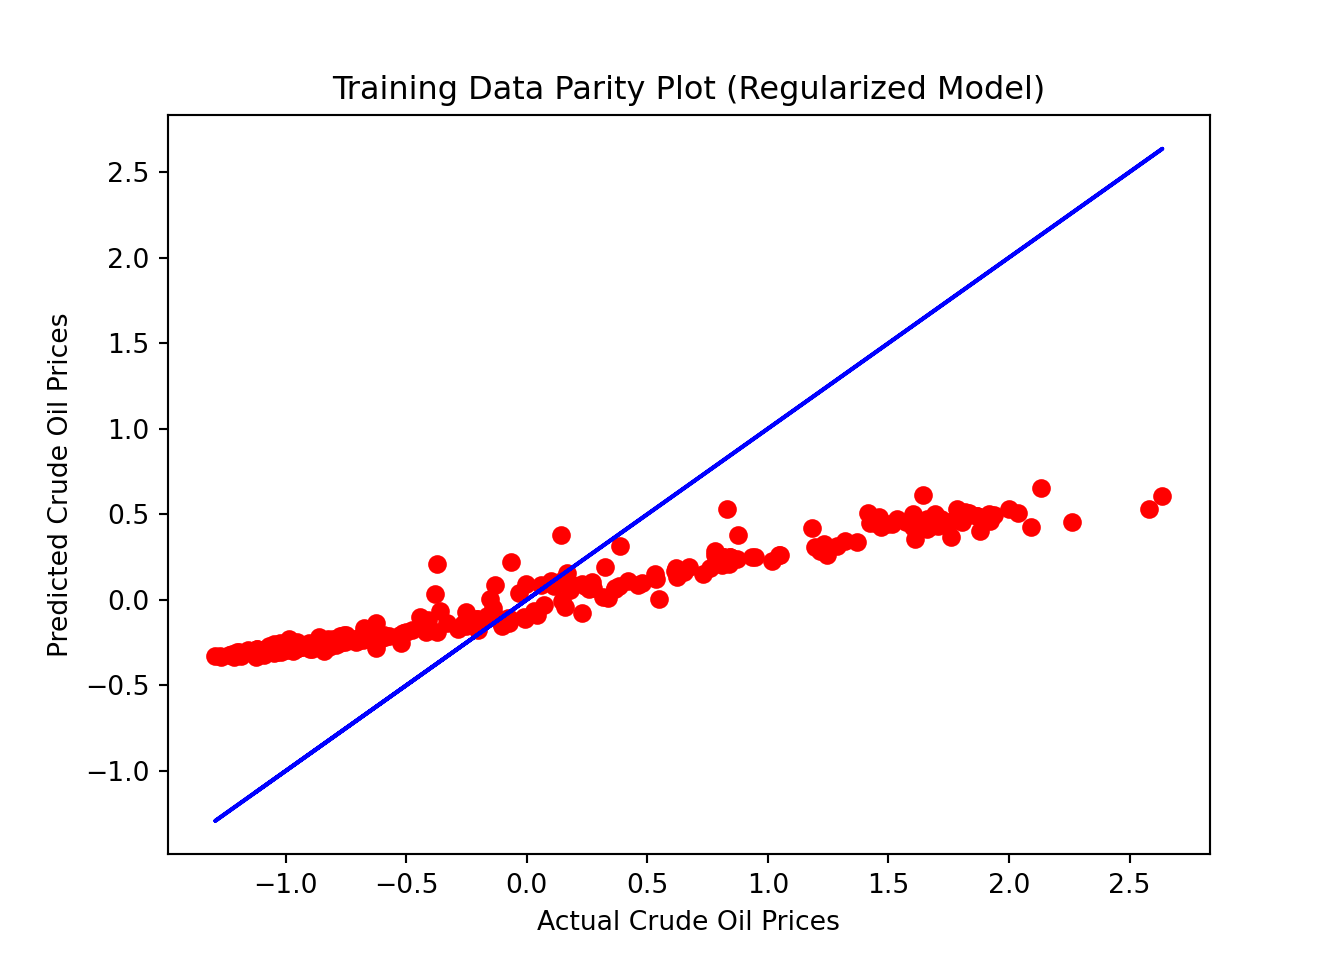 Training Data Parity Plot (Regularized Model)
2.5
2.0
1.5
1.0
0.5
0.0
−0.5
−1.0
Predicted Crude Oil Prices
−1.0 −0.5 0.0 0.5 1.0 1.5 2.0 2.5
Actual Crude Oil Prices